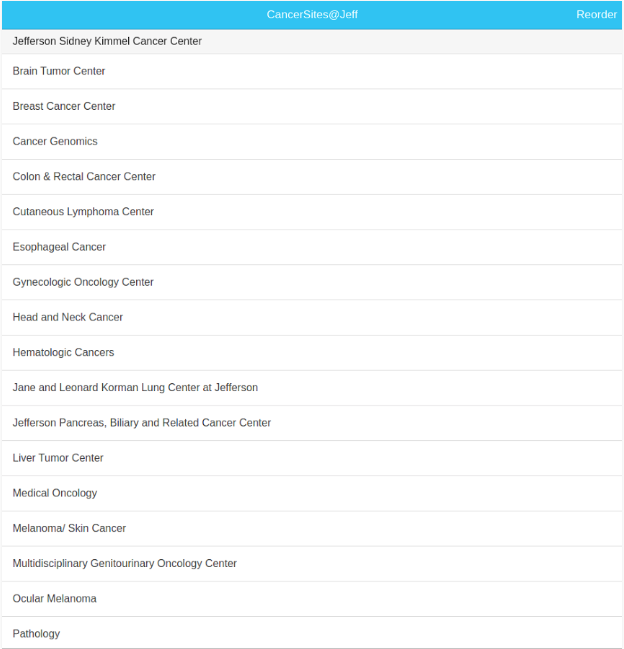 CancerSites@Jeff Reorder
Jefferson Sidney Kimmel Cancer Center
Brain Tumor Center
Breast Cancer Center
Cancer Genomics
Colon & Rectal Cancer Center
Cutaneous Lymphoma Center
Esophageal Cancer
Gynecologic Oncology Center
Head and Neck Cancer
Hematologic Cancers
Jane and Leonard Korman Lung Center at Jefferson
Jefferson Pancreas, Biliary and Related Cancer Center
Liver Tumor Center
Medical Oncology
Melanoma/ Skin Cancer
Multidisciplinary Genitourinary Oncology Center
Ocular Melanoma
Pathology